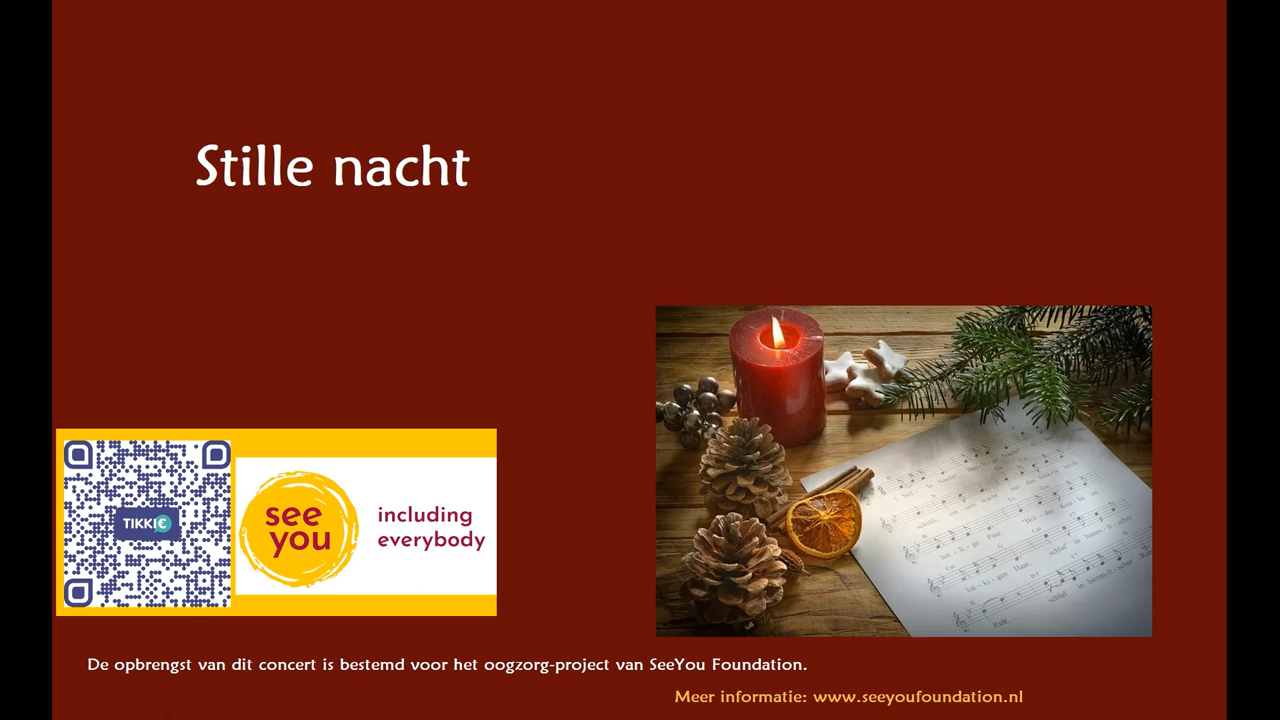 Stille nacht
TIKKIE
see
you
including
everybody
De opbrengst van dit concert is bestemd voor het oogzorg-project van SeeYou Foundation.
Meer informatie: www.seeyoufoundation.nl